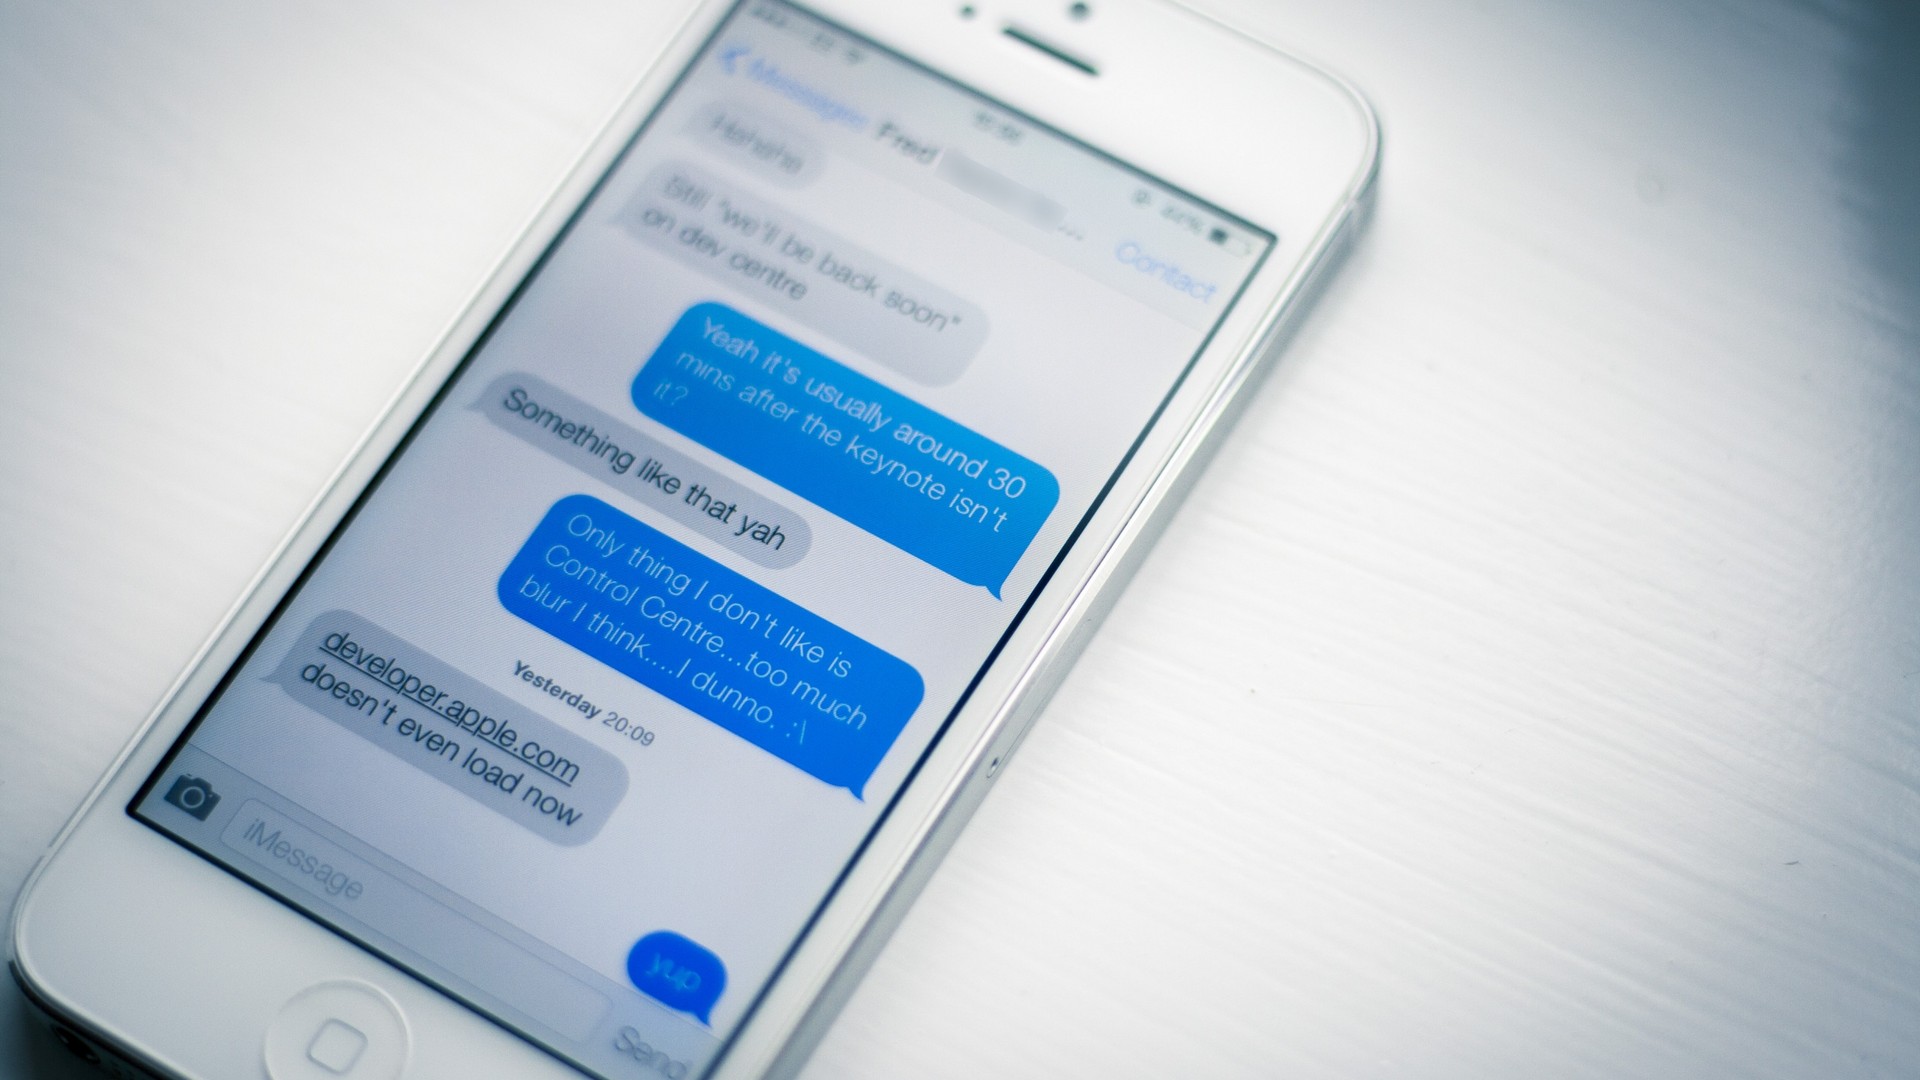 Messages
Fred
Contact
Hahaha
Still "we'll be back soon"
on dev centre
Yeah it's usually around 30
mins after the keynote isn't
it?
Something like that yah
Only thing I don't like is
Control Centre...too much
blur I think....I dunno. :\
Yesterday 20:09
developer.apple.com
doesn't even load now
yup
iMessage
Send